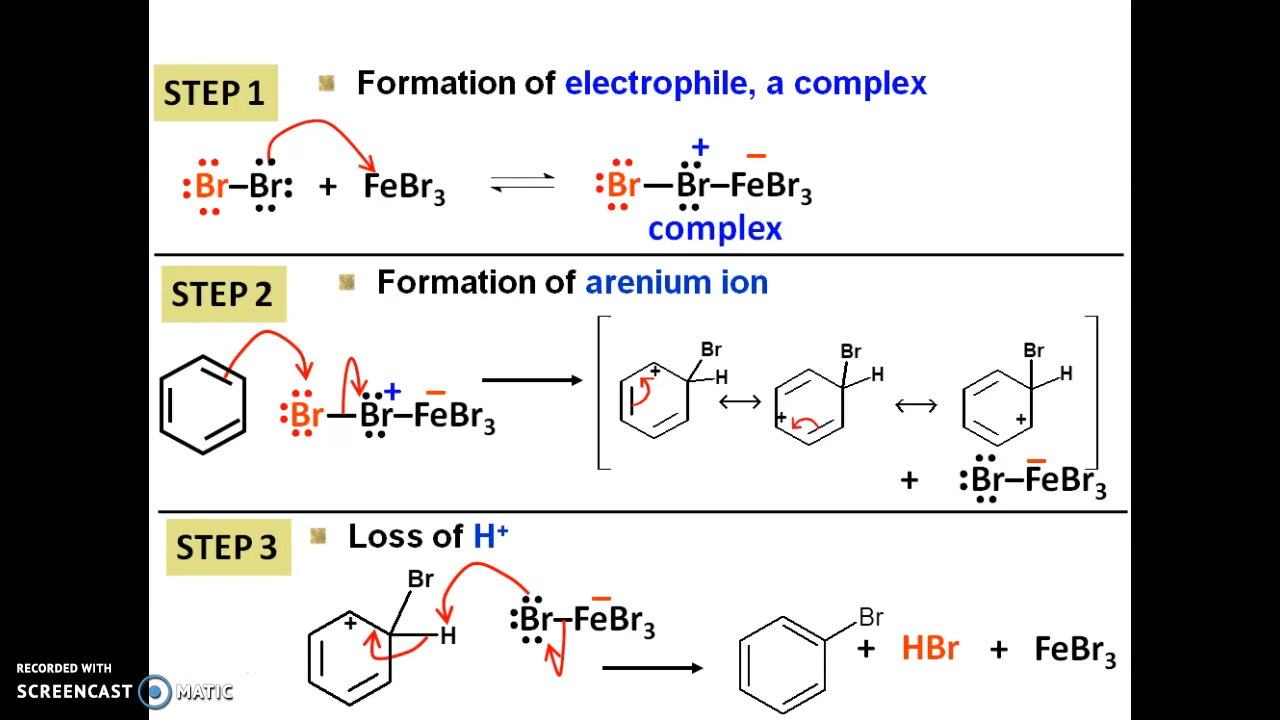 STEP 1
Formation of electrophile, a complex
Br–Br + FeBr3 ⇌ Br–Br–FeBr3
+ −
complex
STEP 2
Formation of arenium ion
Br–Br–FeBr3
+ −
Br H + ↔ Br H + ↔ Br H +
+ Br–FeBr3
−
STEP 3
Loss of H+
Br
+ H Br–FeBr3
−
Br
+ HBr + FeBr3
RECORDED WITH
SCREENCAST MATIC